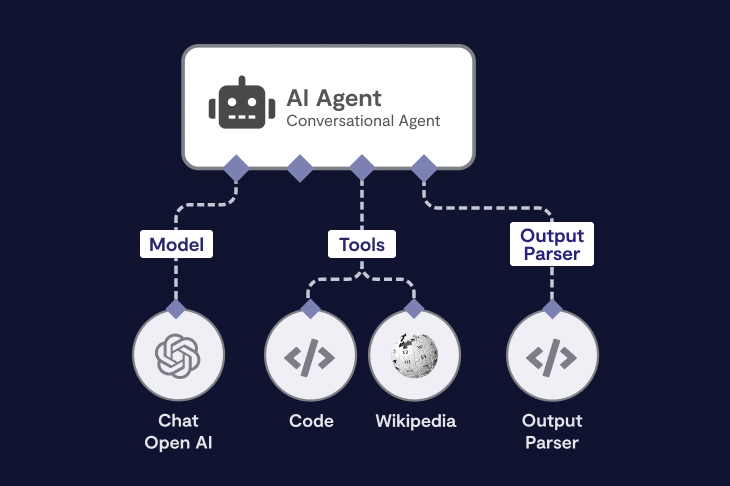 AI Agent
Conversational Agent
Model
Tools
Output
Parser
Chat
Open AI
Code
Wikipedia
Output
Parser